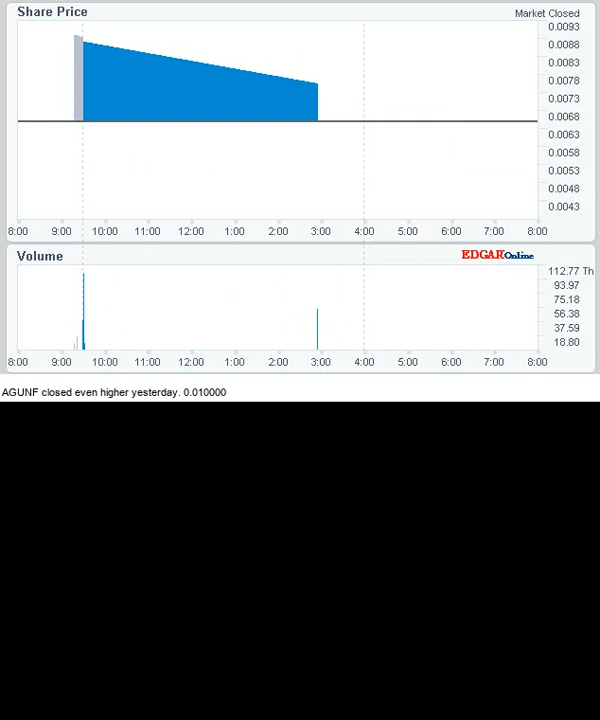 Share Price
Market Closed
0.0093
0.0088
0.0083
0.0078
0.0073
0.0068
0.0063
0.0058
0.0053
0.0048
0.0043
8:00 9:00 10:00 11:00 12:00 1:00 2:00 3:00 4:00 5:00 6:00 7:00 8:00
Volume
EDGAR Online
112.77 Th
93.97
75.18
56.38
37.59
18.80
8:00 9:00 10:00 11:00 12:00 1:00 2:00 3:00 4:00 5:00 6:00 7:00 8:00
AGUNF closed even higher yesterday. 0.010000